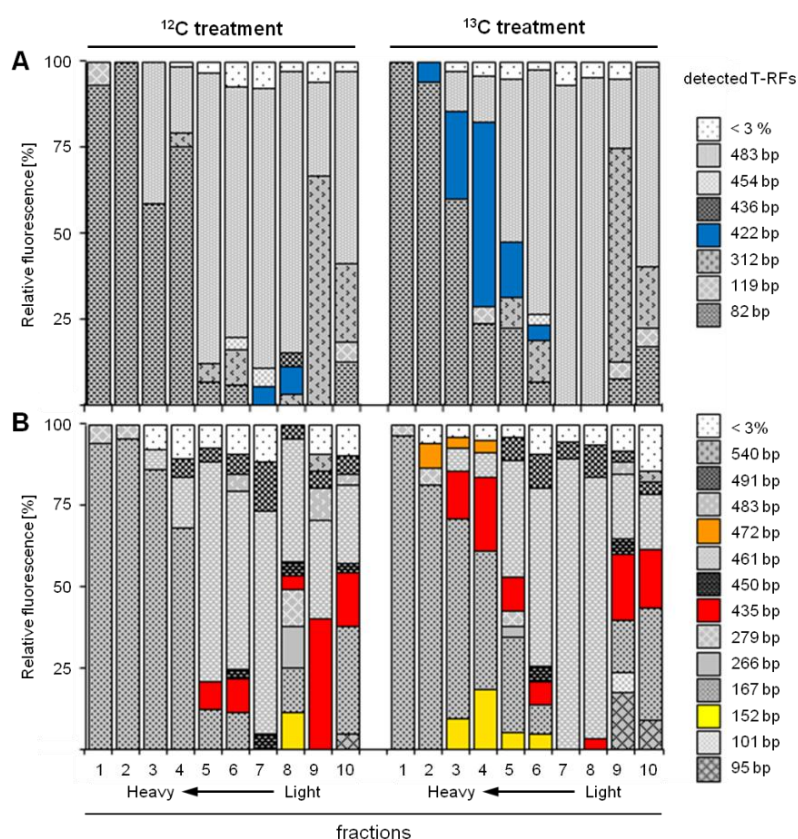 ¹²C treatment
¹³C treatment
A
100
75
50
25
Relative fluorescence [%]
detected T-RFs
< 3 %
483 bp
454 bp
436 bp
422 bp
312 bp
119 bp
82 bp
B
100
75
50
25
Relative fluorescence [%]
< 3%
540 bp
491 bp
483 bp
472 bp
461 bp
450 bp
435 bp
279 bp
266 bp
167 bp
152 bp
101 bp
95 bp
1 2 3 4 5 6 7 8 9 10
1 2 3 4 5 6 7 8 9 10
Heavy Light
Heavy Light
fractions